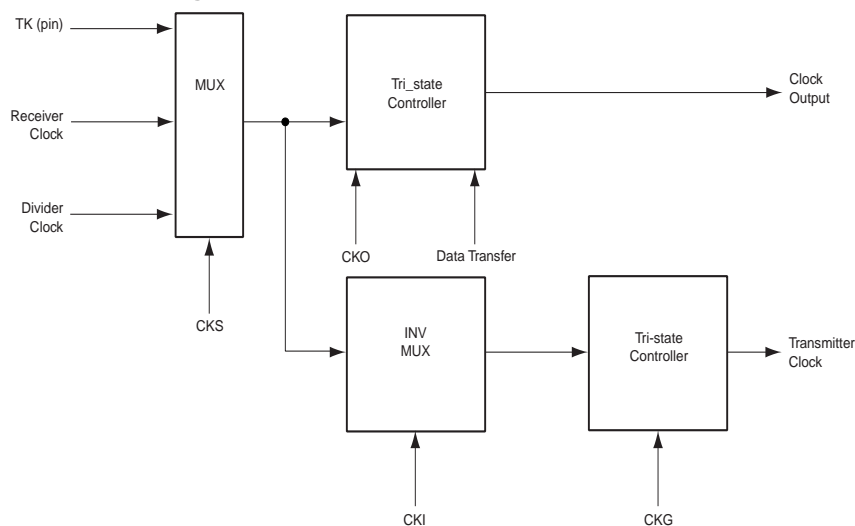 TK (pin)
MUX
Tri_state
Controller
Clock
Output
Receiver
Clock
Divider
Clock
CKO
Data Transfer
CKS
INV
MUX
Tri-state
Controller
Transmitter
Clock
CKI
CKG